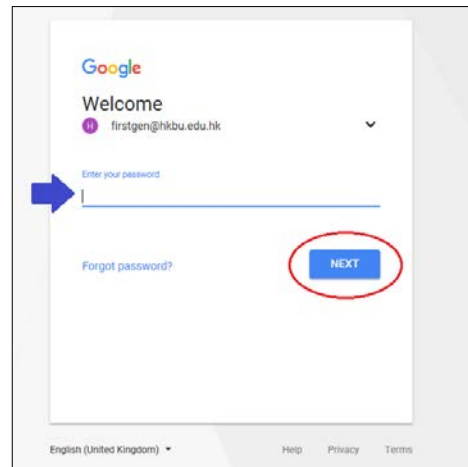 Google
Welcome
H firstgen@hkbu.edu.hk
Enter your password
Forgot password? NEXT
English (United Kingdom) Help Privacy Terms